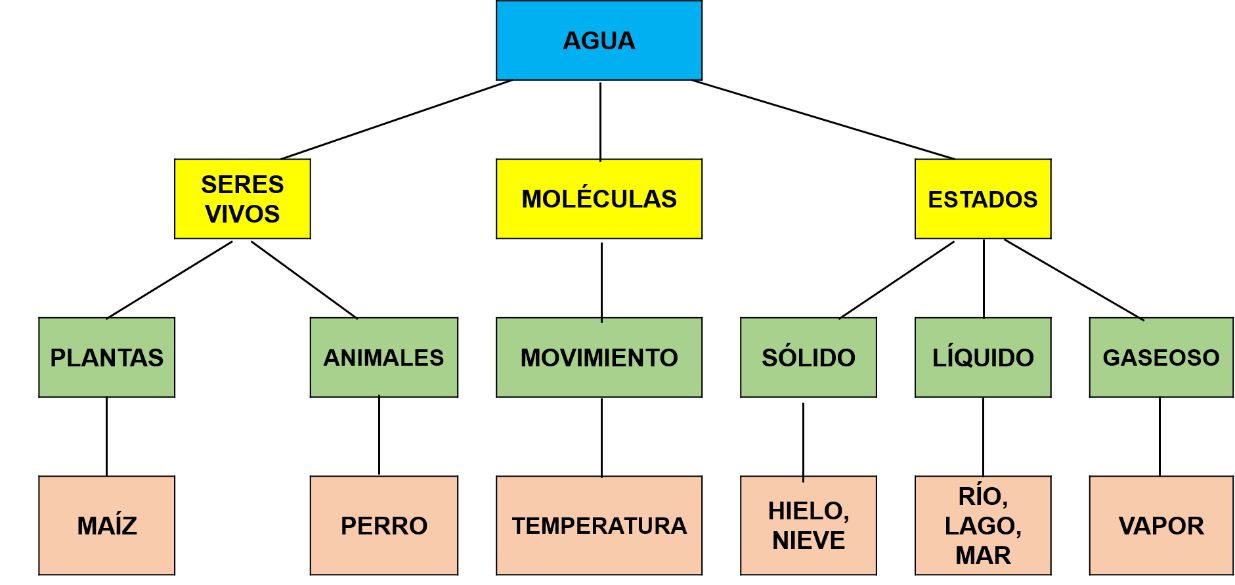 AGUA
SERES
VIVOS
MOLÉCULAS
ESTADOS
PLANTAS
ANIMALES
MOVIMIENTO
SÓLIDO
LÍQUIDO
GASEOSO
MAÍZ
PERRO
TEMPERATURA
HIELO,
NIEVE
RÍO,
LAGO,
MAR
VAPOR